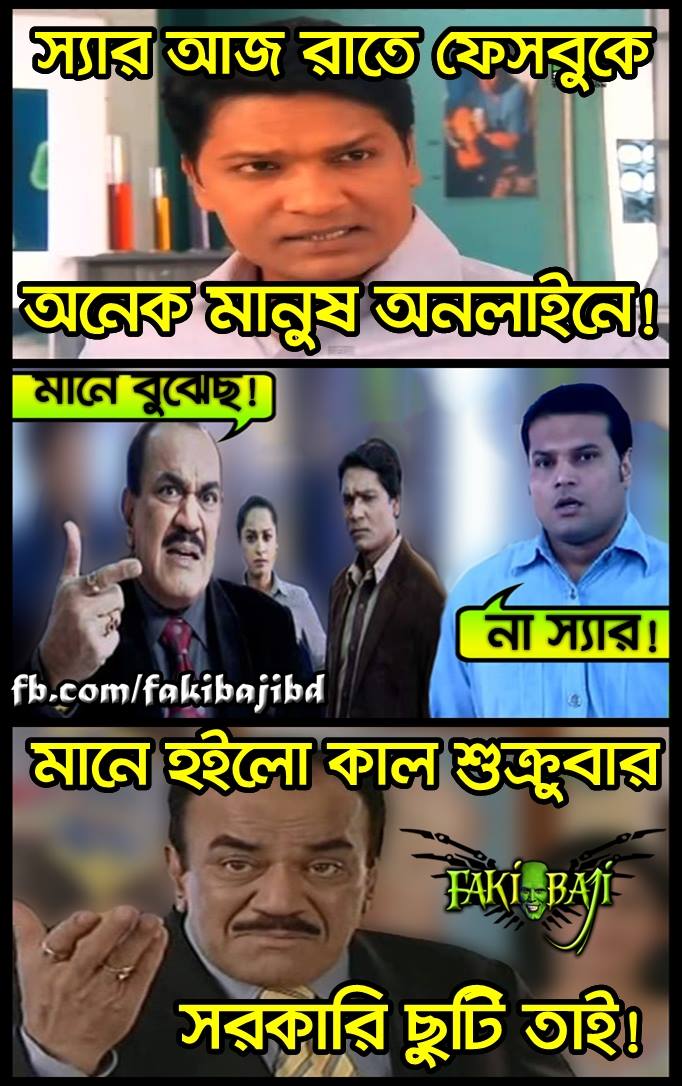 স্যার আজ রাতে ফেসবুকে
অনেক মানুষ অনলাইনে!
মানে বুঝেছ!
না স্যার!
fb.com/fakibajibd
মানে হইলো কাল শুক্রুবার
FAKIBAJI
সরকারি ছুটি তাই!